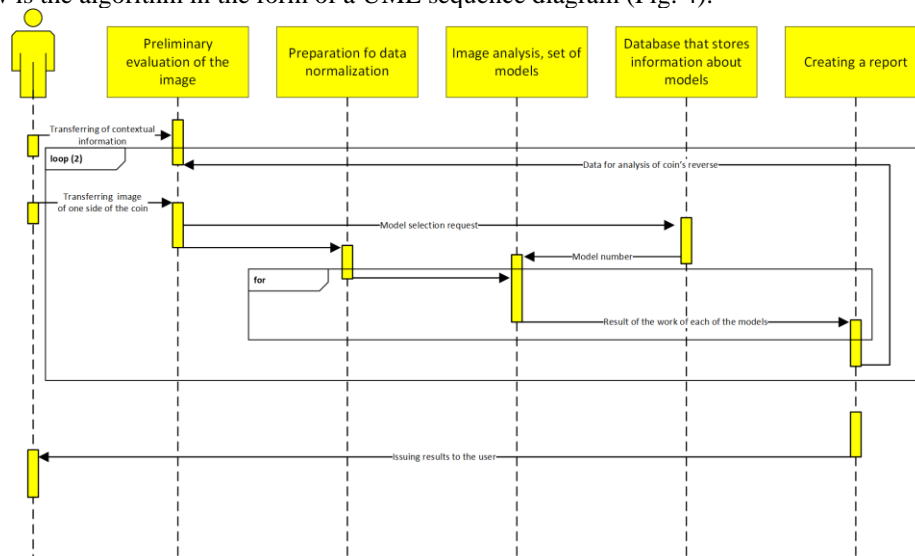 is the algorithm in the form of a UML sequence diagram (Fig. 4).
Preliminary
evaluation of the
image
Preparation fo data
normalization
Image analysis, set of
models
Database that stores
information about
models
Creating a report
Transferring of contextual
information
loop (2)
Data for analysis of coin's reverse
Transferring image
of one side of the coin
Model selection request
Model number
for
Result of the work of each of the models
Issuing results to the user